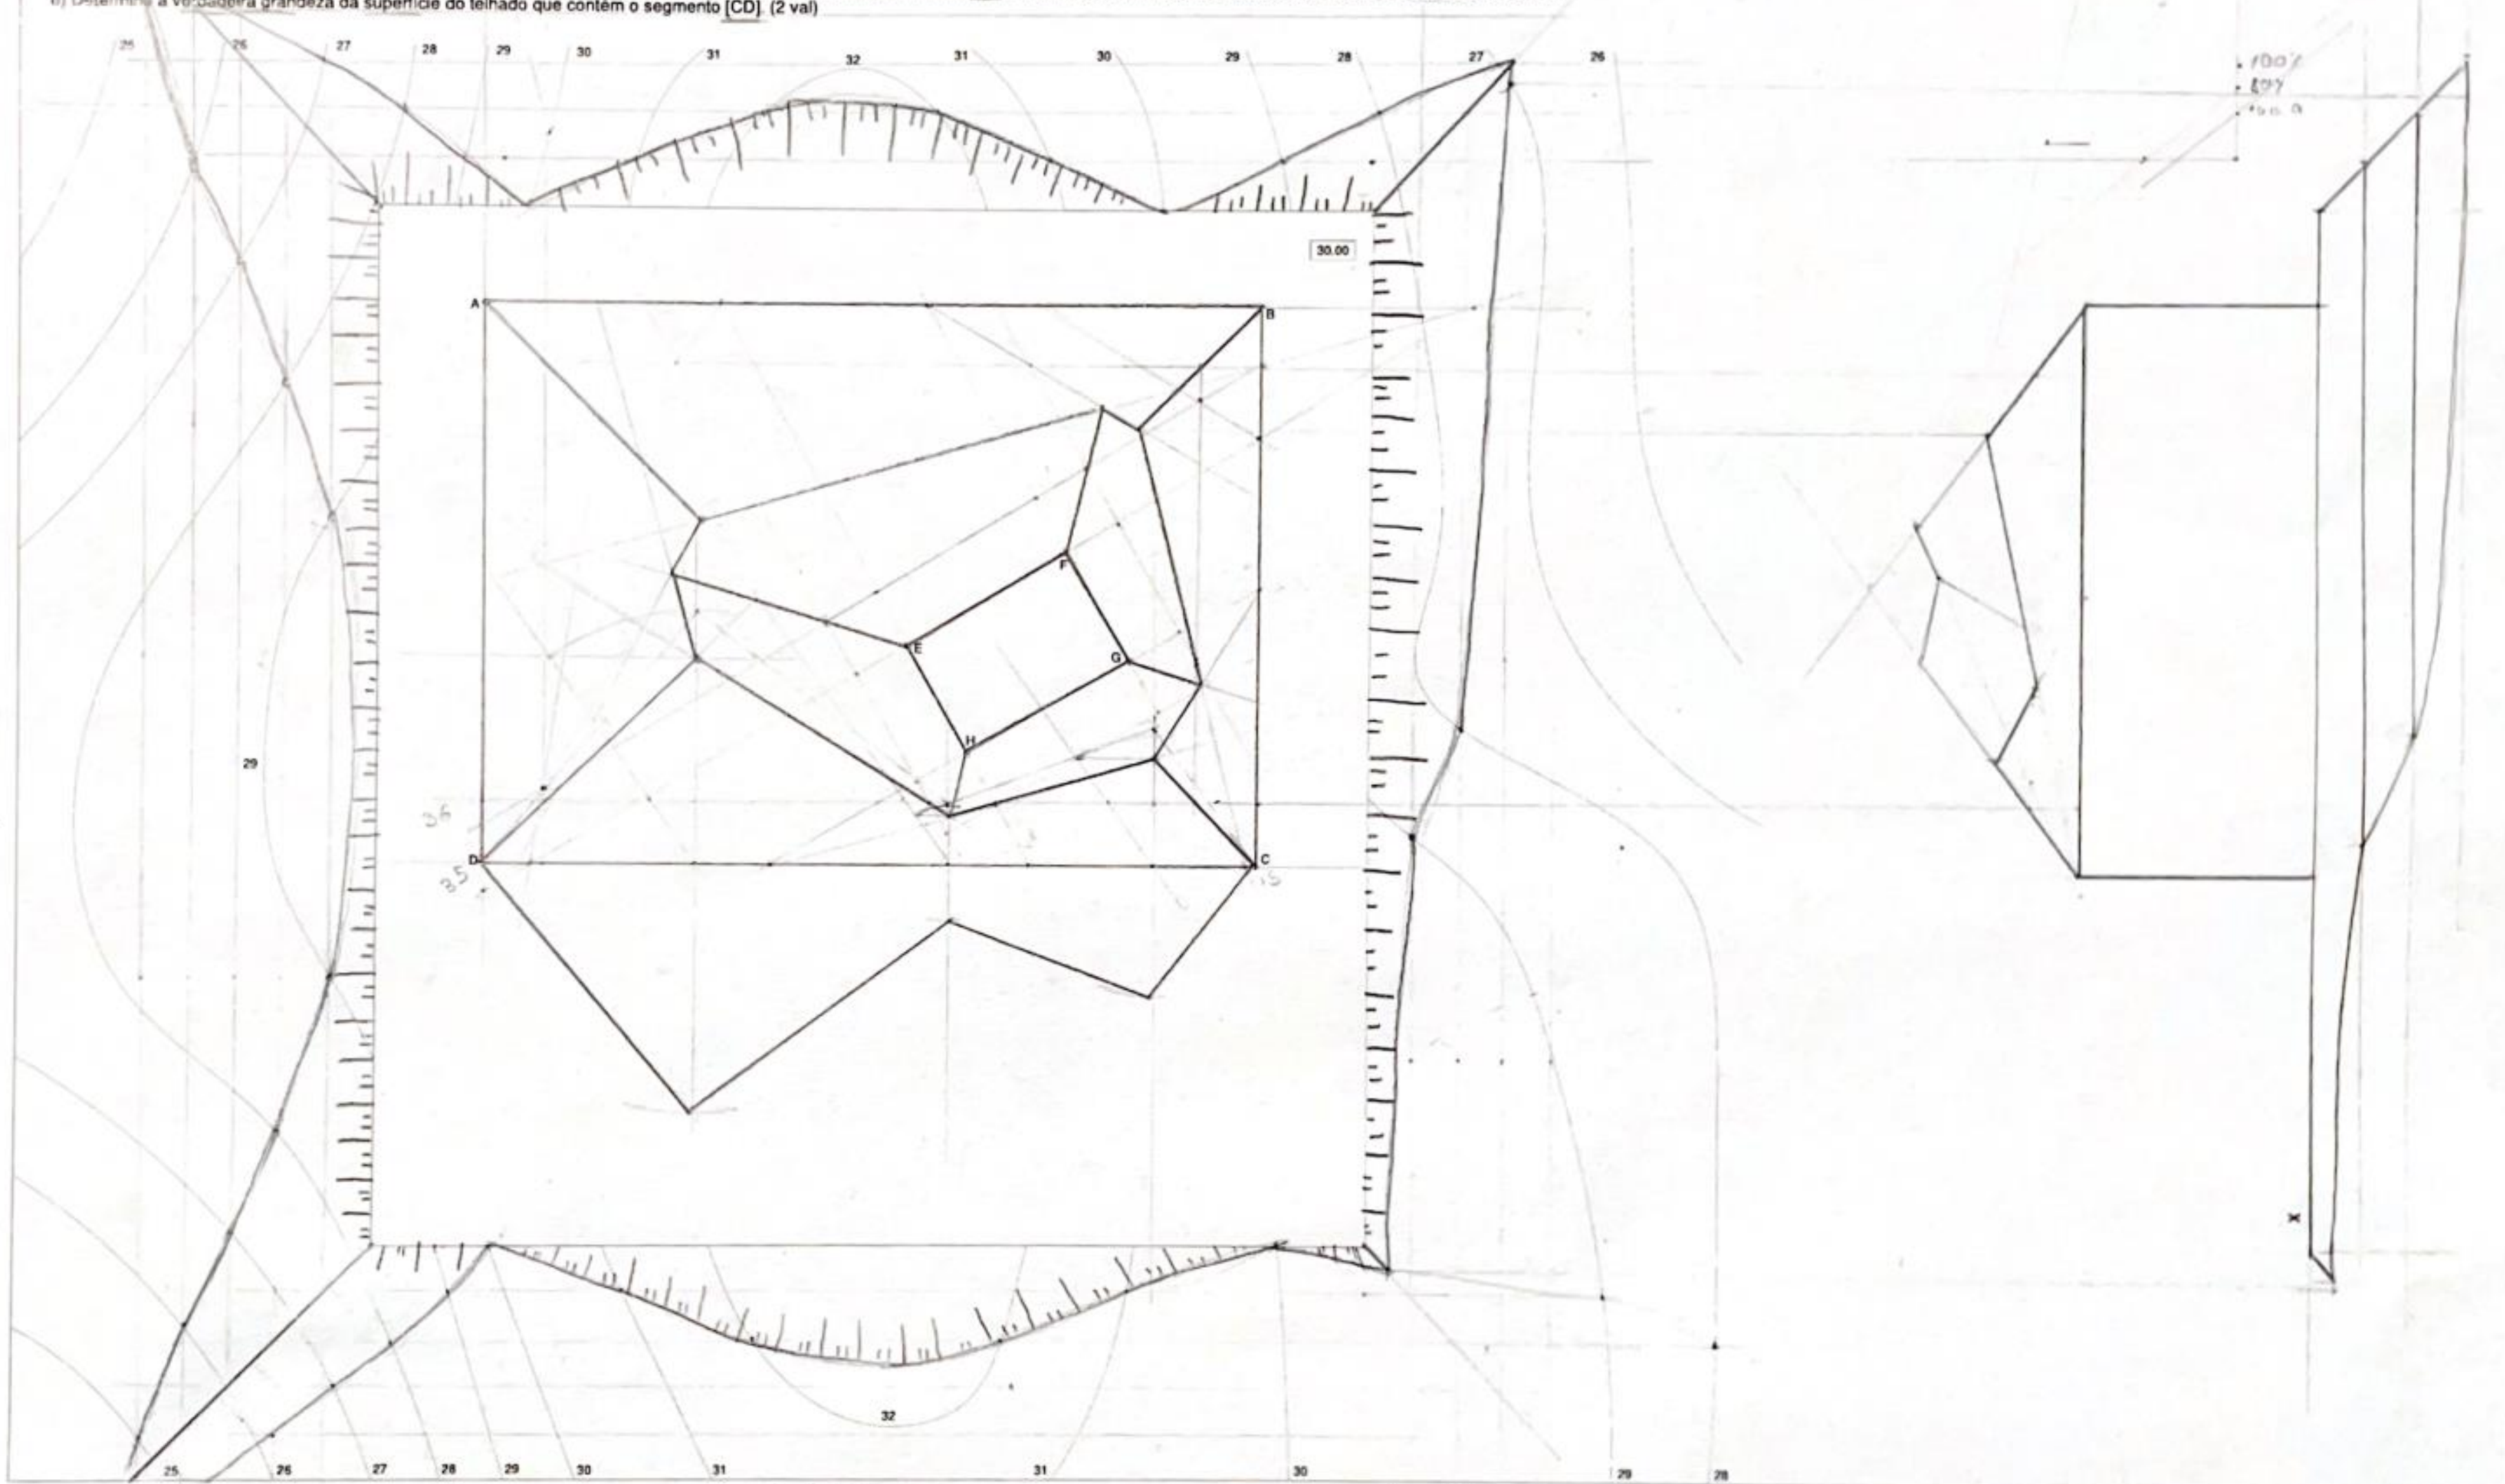 b) Determine a verdadeira grandeza da superfície do telhado que contém o segmento [CD]. (2 val)
25 26 27 28 29 30 31 32 31 30 29 28 27 26
100%
30.00
A
B
F
E
G
H
29
D
C
35
X
32
25 26 27 28 29 30 31 31 30 29 28